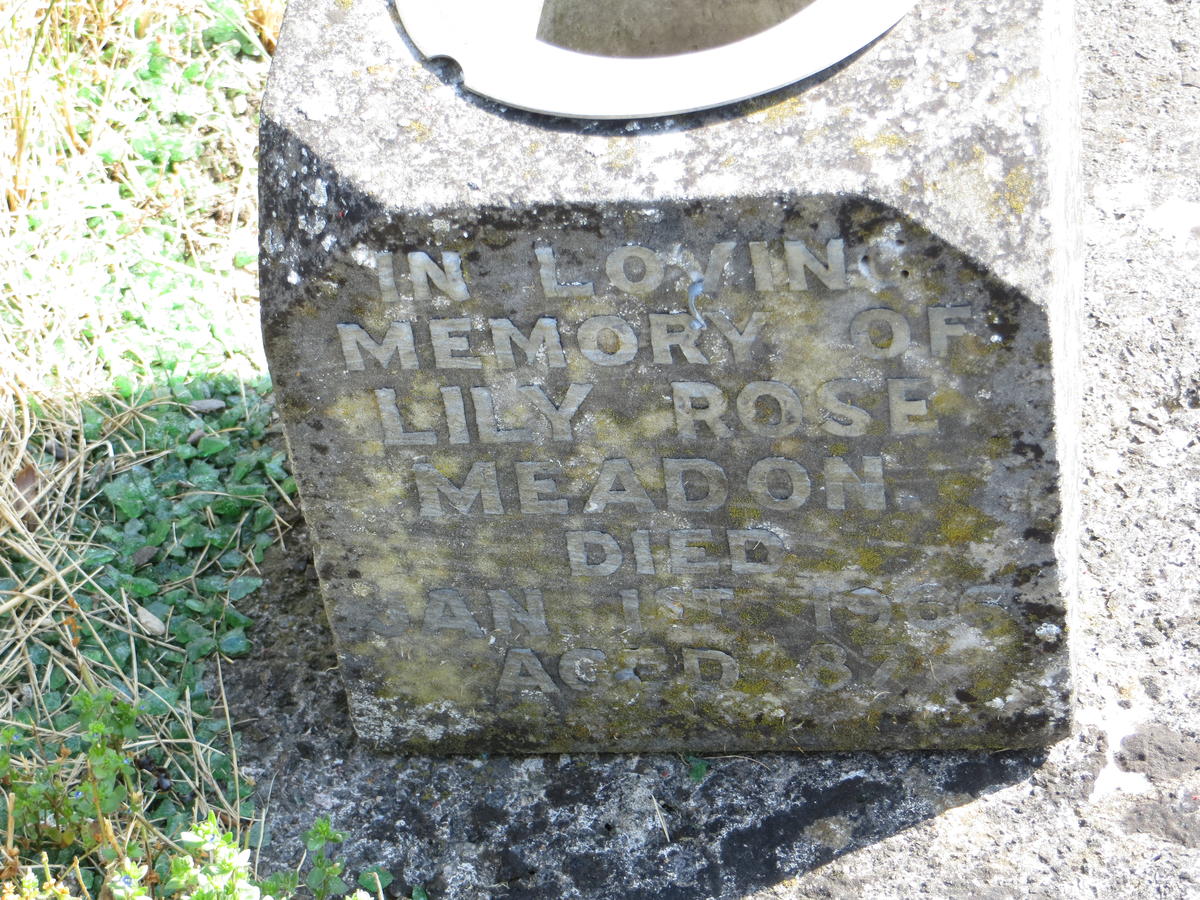 IN LOVING
MEMORY OF
LILY ROSE
MEADON
DIED
JAN 1ST
AGED